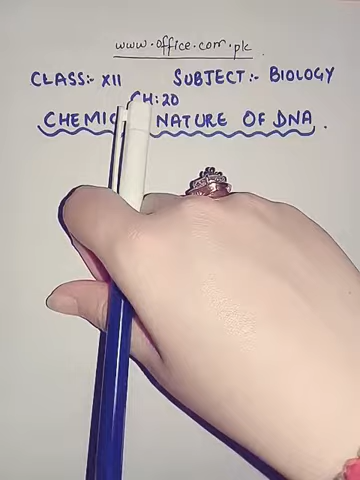 www.office.com.pk
CLASS:- XII SUBJECT:- BIOLOGY
CH:20
NATURE OF DNA.